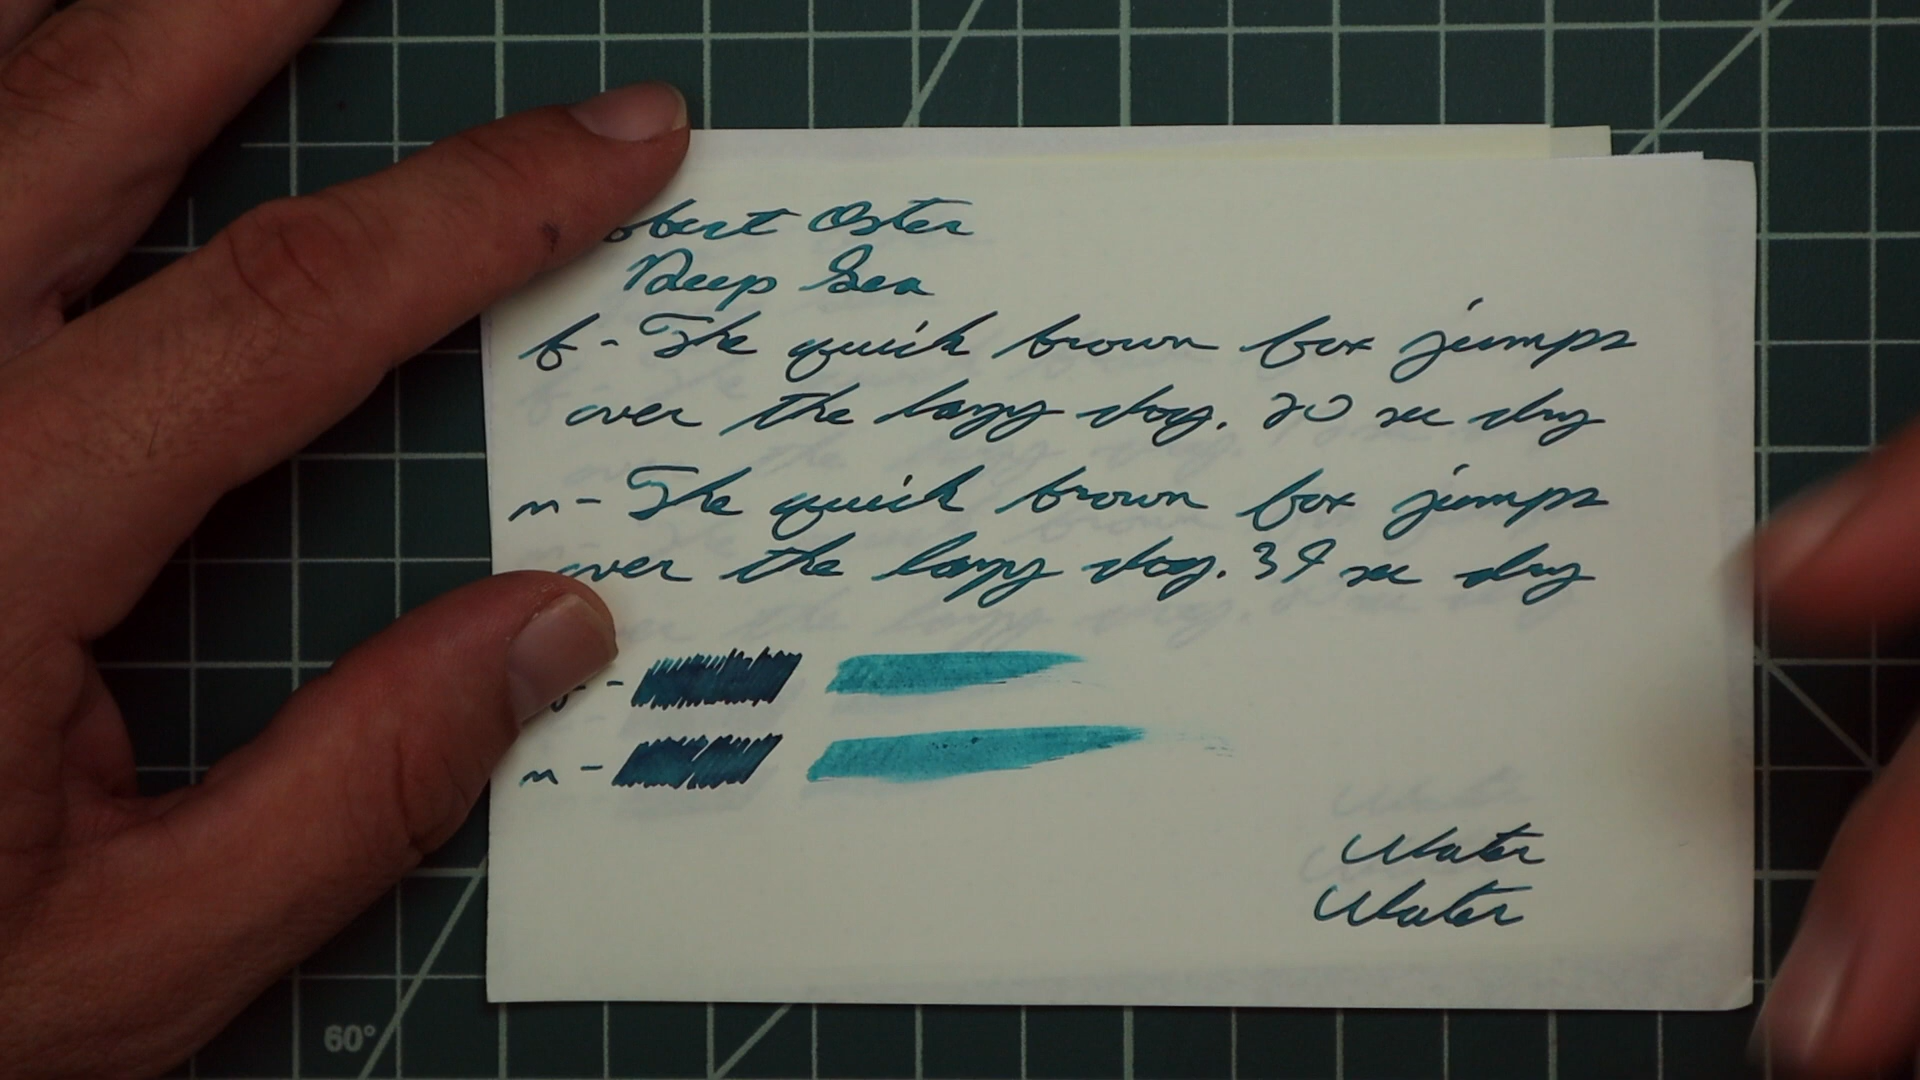 obert Oster
Deep Sea
f - The quick brown fox jumps
over the lazy dog. 20 sec dry
m - The quick brown fox jumps
over the lazy dog. 34 sec dry
f -
m -
Water
Water
60°